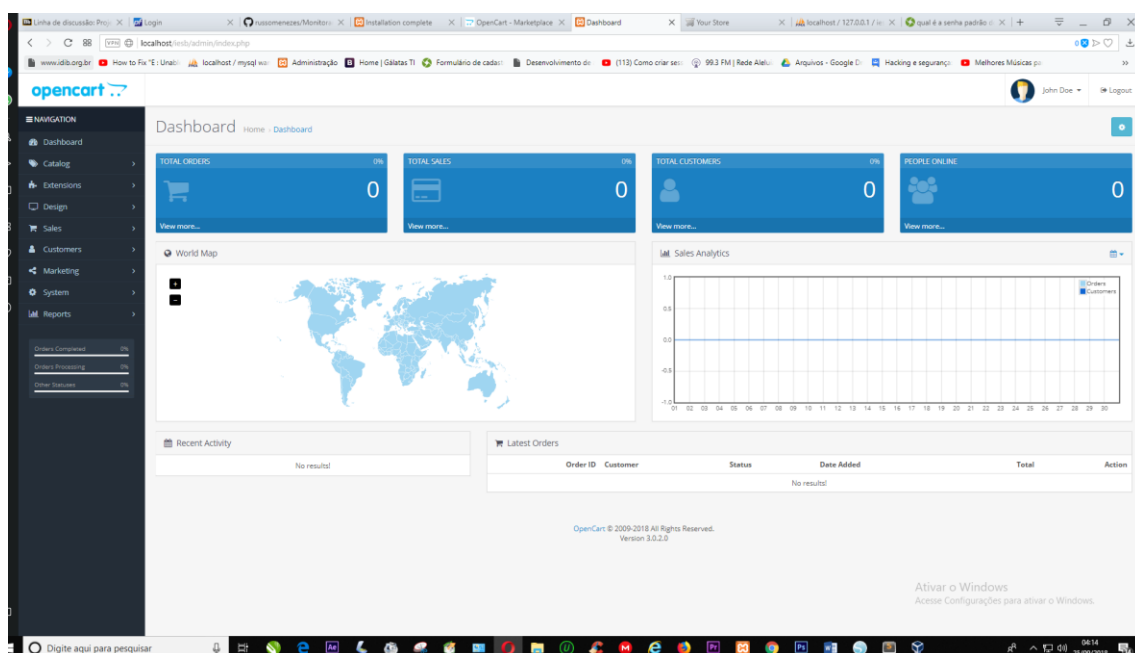 Linha de discussão: Proje
Login
russomenezes/Monitora
Installation complete
OpenCart - Marketplace
Dashboard
Your Store
localhost / 127.0.0.1 /
qual é a senha padrão d
VPN
localhost/iesb/admin/index.php
www.idib.org.br
How to Fix "E : Unabl
localhost / mysql wa
Administração
Home | Gálatas TI
Formulário de cadast
Desenvolvimento de
(113) Como criar ses
99.3 FM | Rede Alelu
Arquivos - Google D
Hacking e segurança
Melhores Músicas pa
opencart
John Doe
Logout
NAVIGATION
Dashboard
Catalog
Extensions
Design
Sales
Customers
Marketing
System
Reports
Orders Completed 0%
Orders Processing 0%
Other Statuses 0%
Dashboard
Home
Dashboard
TOTAL ORDERS 0%
0
View more...
TOTAL SALES 0%
0
View more...
TOTAL CUSTOMERS 0%
0
View more...
PEOPLE ONLINE
0
View more...
World Map
+
-
Sales Analytics
Orders
Customers
1.0
0.5
0.0
-0.5
-1.0
01 02 03 04 05 06 07 08 09 10 11 12 13 14 15 16 17 18 19 20 21 22 23 24 25 26 27 28 29 30
Recent Activity
No results!
Latest Orders
Order ID Customer Status Date Added Total Action
No results!
OpenCart © 2009-2018 All Rights Reserved.
Version 3.0.2.0
Ativar o Windows
Acesse Configurações para ativar o Windows.
Digite aqui para pesquisar
04:14